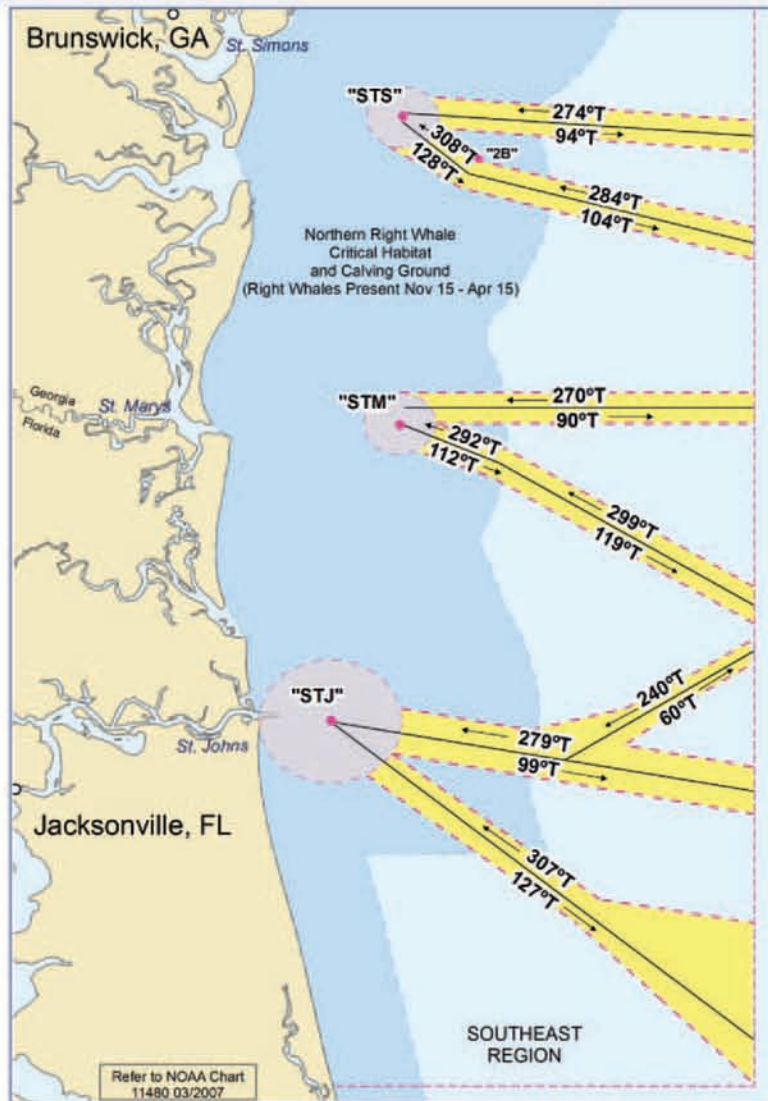 Brunswick, GA
St. Simons
"STS"
274°T
94°T
308°T
"2B"
128°T
284°T
104°T
Northern Right Whale
Critical Habitat
and Calving Ground
(Right Whales Present Nov 15 - Apr 15)
Georgia
Florida
St. Marys
"STM"
270°T
90°T
292°T
112°T
299°T
119°T
"STJ"
St. Johns
240°T
60°T
279°T
99°T
Jacksonville, FL
307°T
127°T
SOUTHEAST
REGION
Refer to NOAA Chart
11480 03/2007